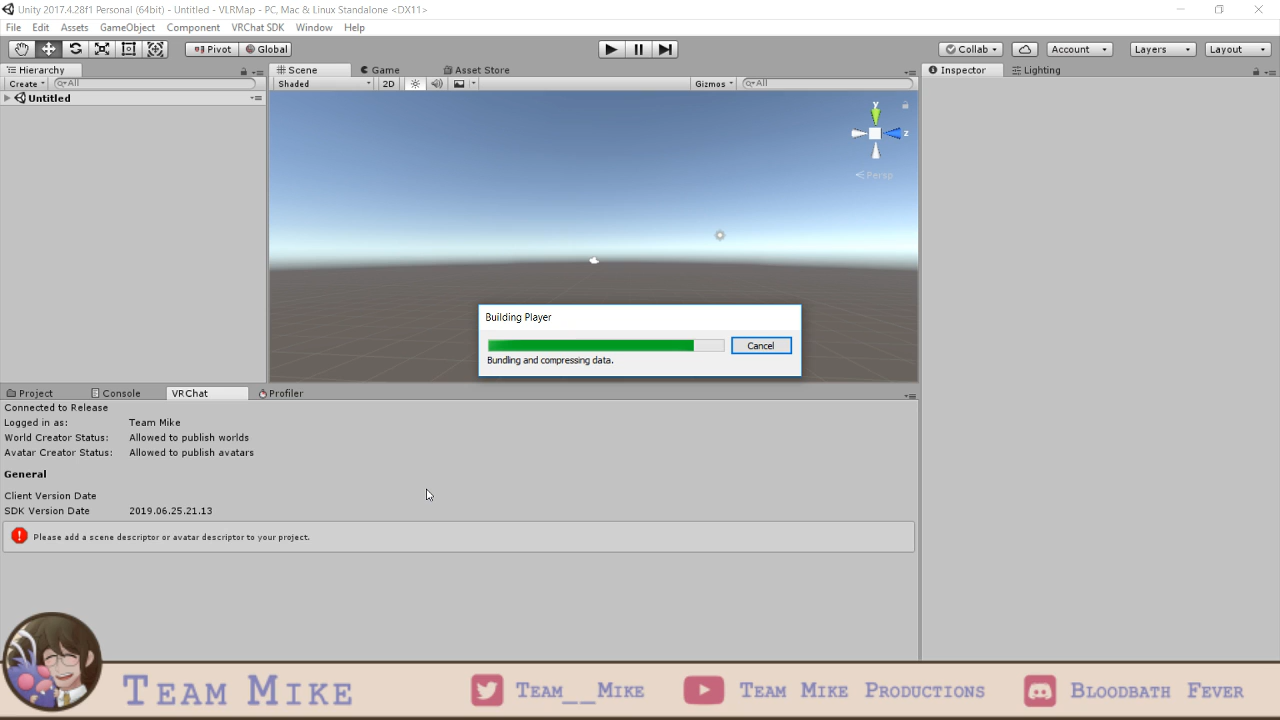 Unity 2017.4.28f1 Personal (64bit) - Untitled - VLRMap - PC, Mac & Linux Standalone <DX11>
File Edit Assets GameObject Component VRChat SDK Window Help
Pivot Global Collab Account Layers Layout
Hierarchy Scene Game Asset Store Inspector Lighting
Create All Shaded 2D Gizmos All
Untitled
y
z
Persp
Building Player
Cancel
Bundling and compressing data.
Project Console VRChat Profiler
Connected to Release
Logged in as: Team Mike
World Creator Status: Allowed to publish worlds
Avatar Creator Status: Allowed to publish avatars
General
Client Version Date
SDK Version Date 2019.06.25.21.13
Please add a scene descriptor or avatar descriptor to your project.
Team Mike Team__Mike Team Mike Productions Bloodbath Fever